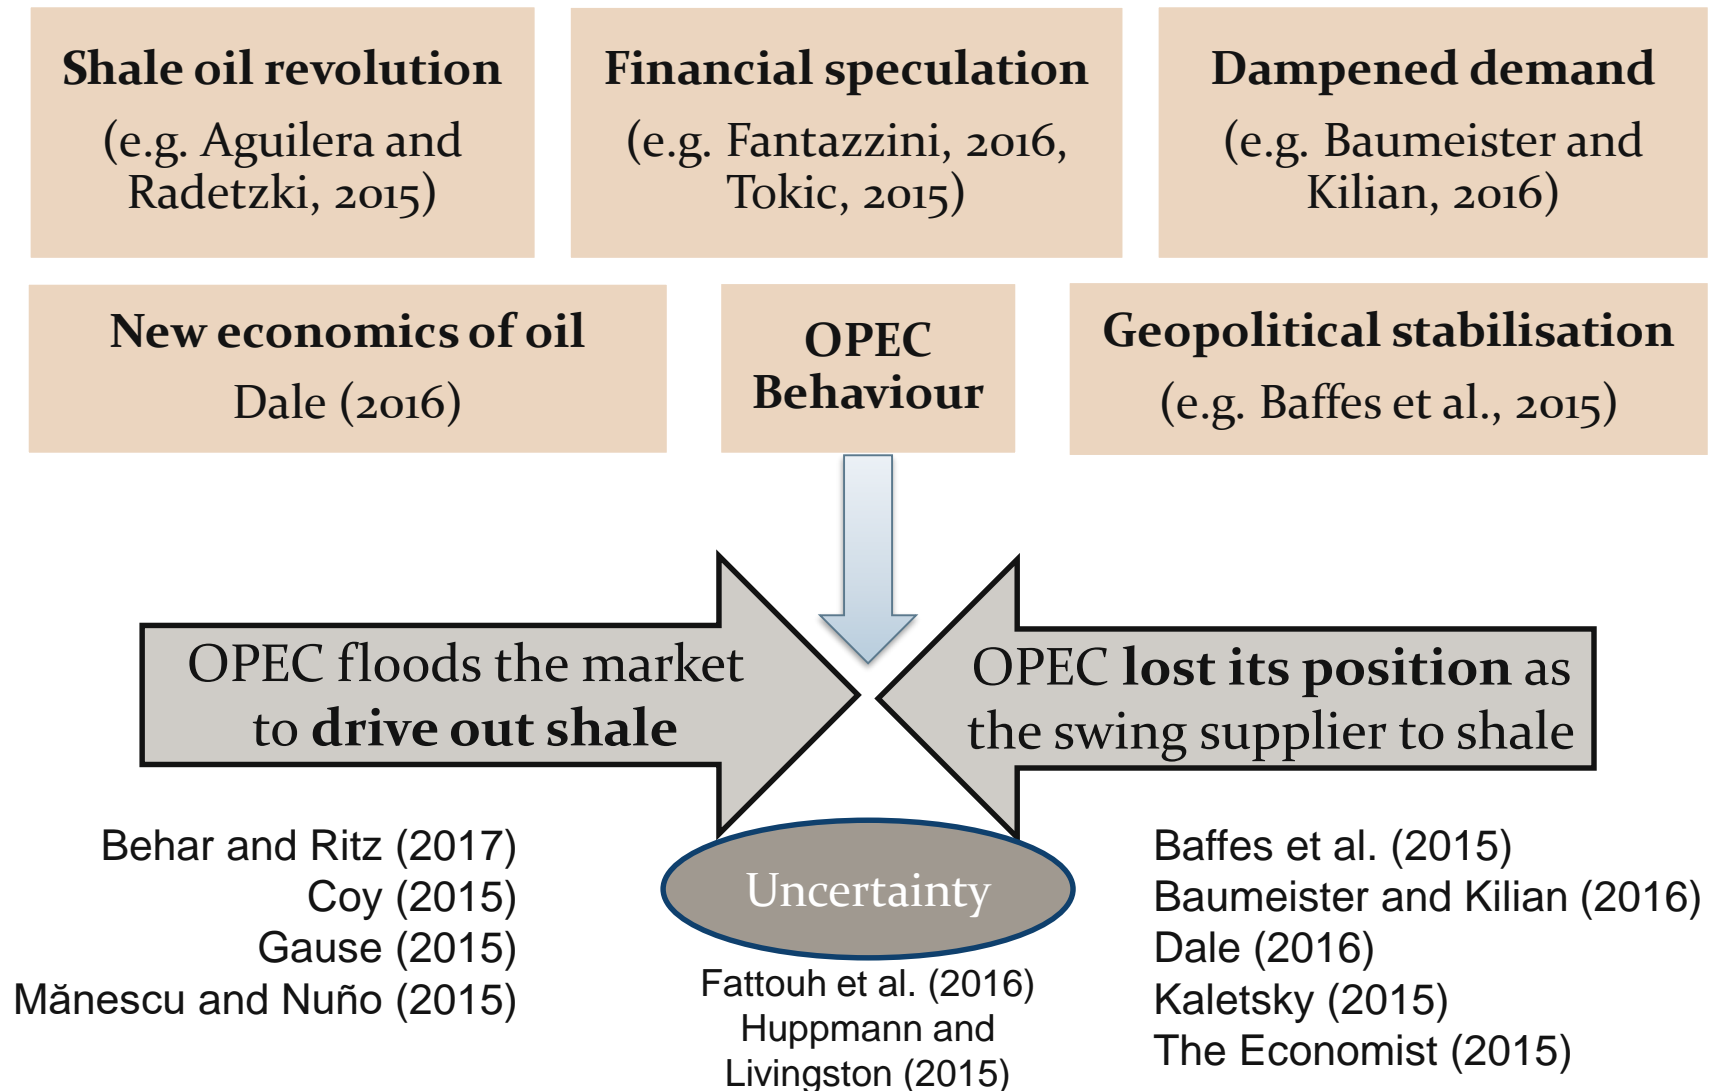 Shale oil revolution
(e.g. Aguilera and
Radetzki, 2015)
Financial speculation
(e.g. Fantazzini, 2016,
Tokic, 2015)
Dampened demand
(e.g. Baumeister and
Kilian, 2016)
New economics of oil
Dale (2016)
OPEC
Behaviour
Geopolitical stabilisation
(e.g. Baffes et al., 2015)
OPEC floods the market
to drive out shale
OPEC lost its position as
the swing supplier to shale
Behar and Ritz (2017)
Coy (2015)
Gause (2015)
Mănescu and Nuño (2015)
Uncertainty
Fattouh et al. (2016)
Huppmann and
Livingston (2015)
Baffes et al. (2015)
Baumeister and Kilian (2016)
Dale (2016)
Kaletsky (2015)
The Economist (2015)